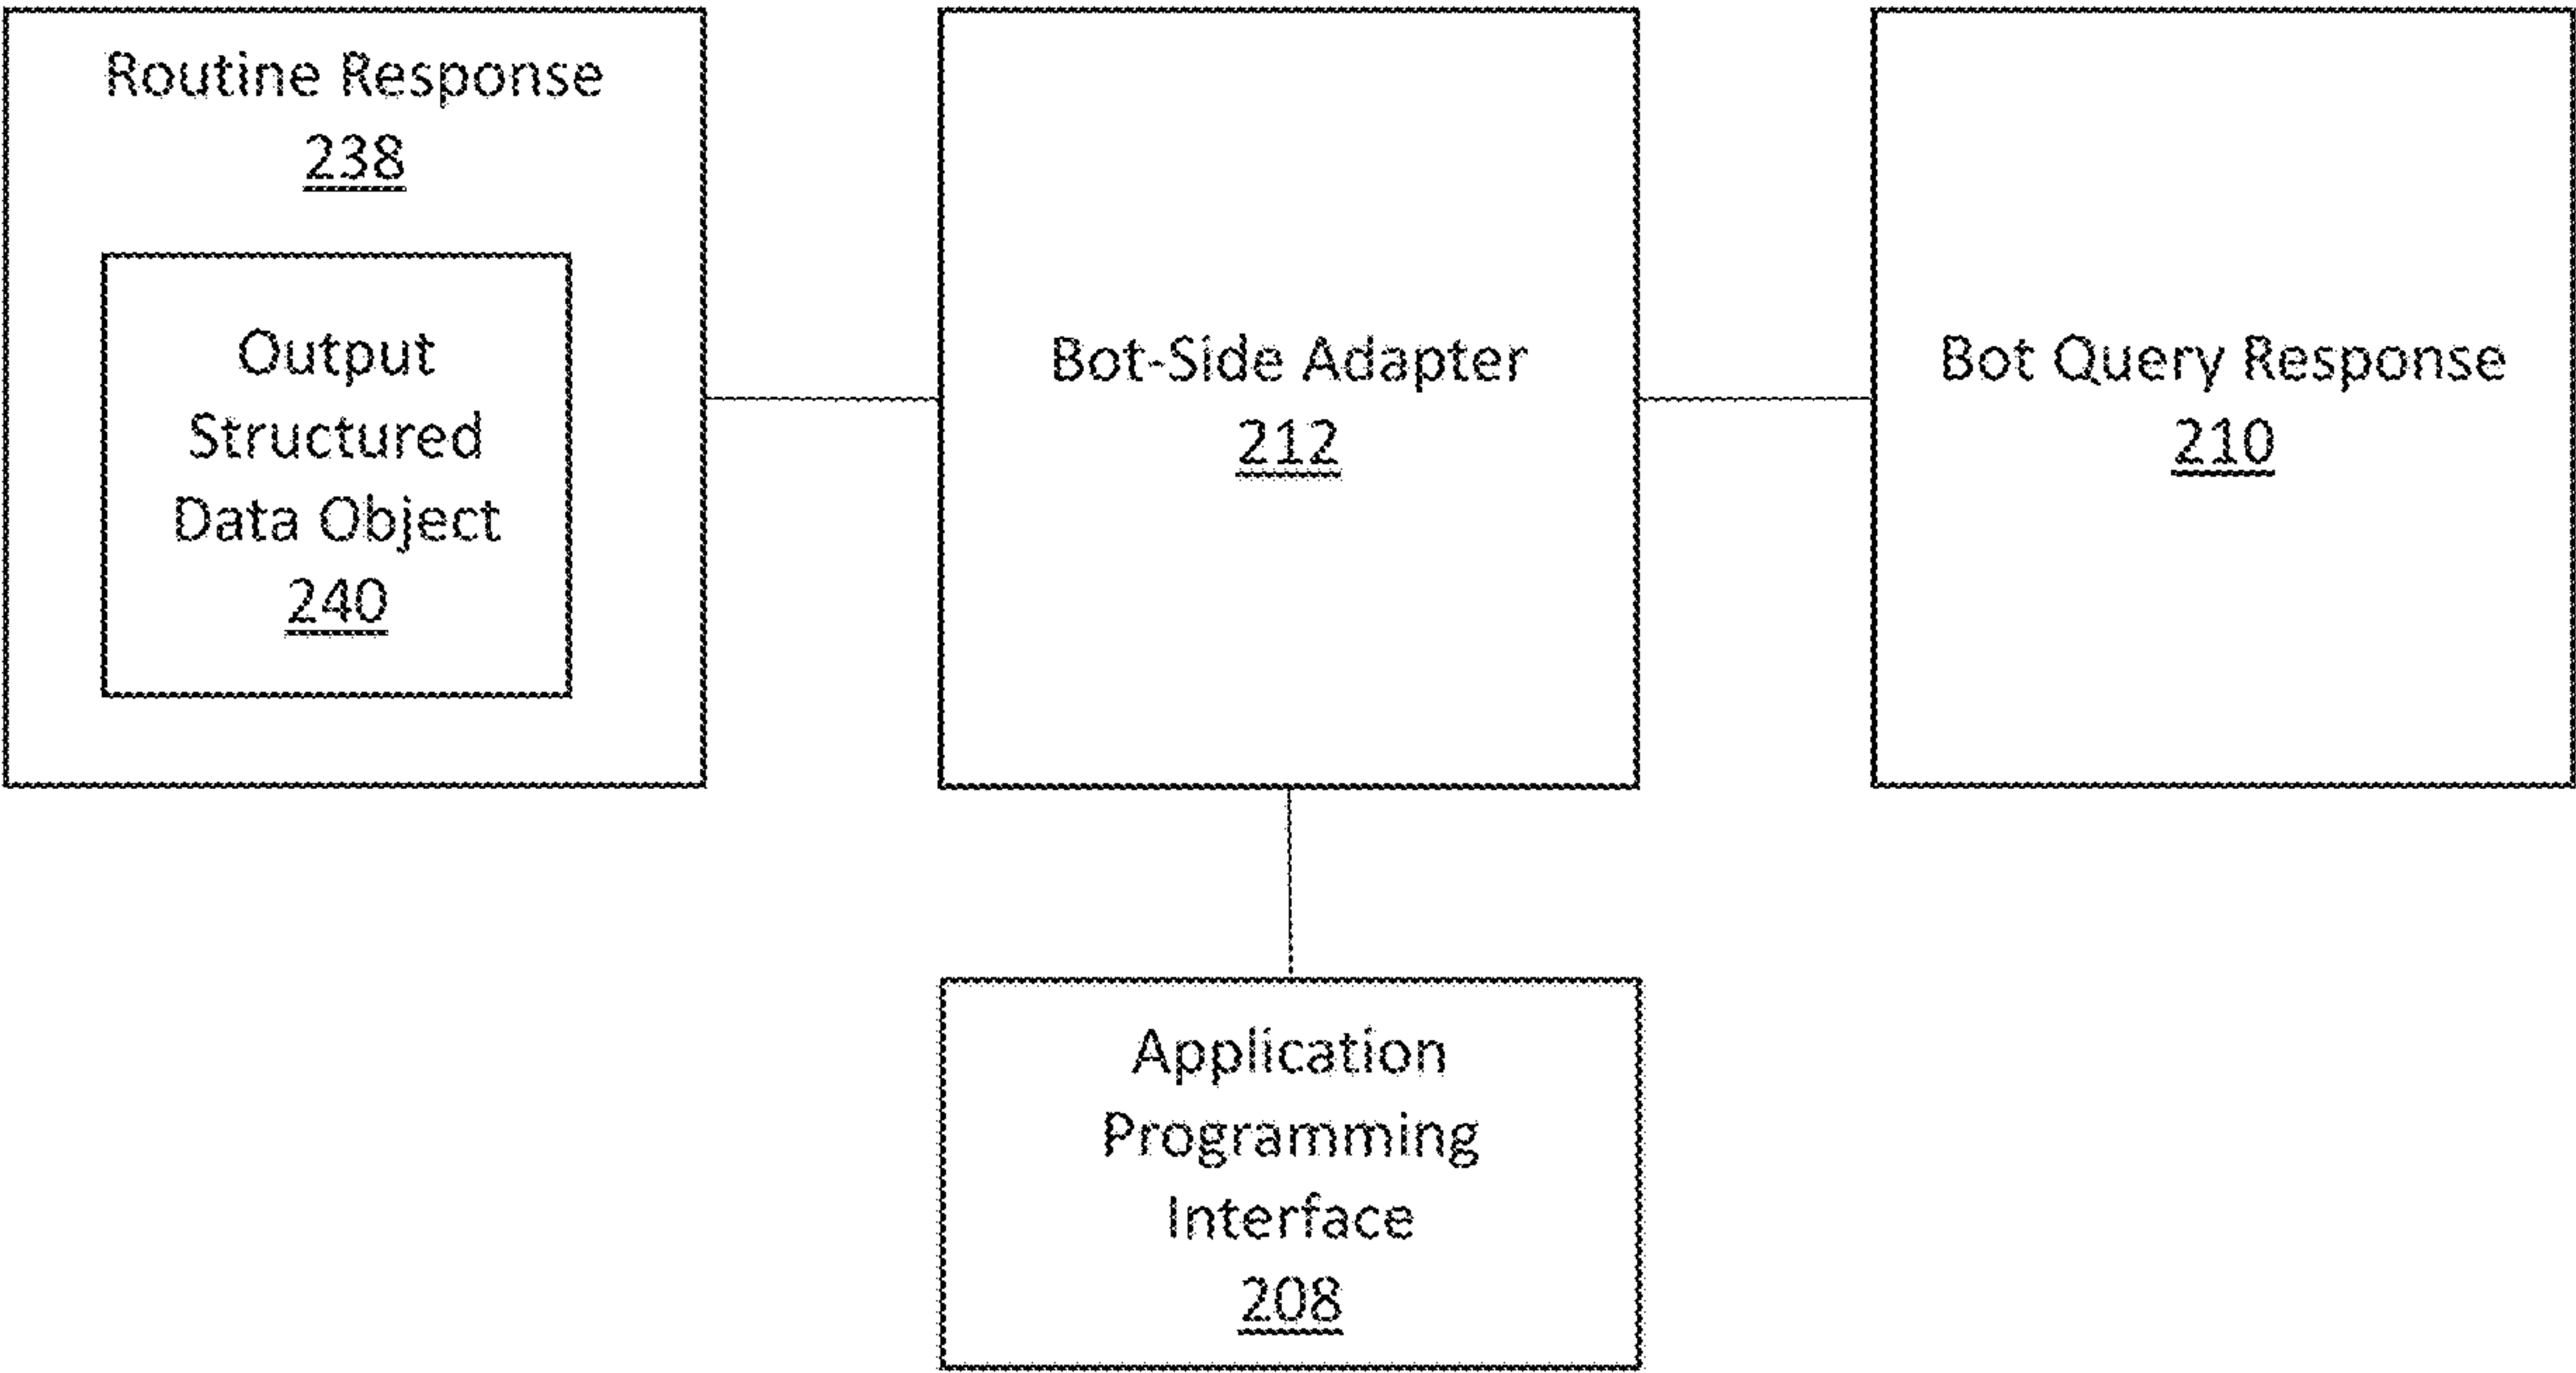 Routine Response
238
Output
Structured
Data Object
240
Bot-Side Adapter
212
Bot Query Response
210
Application
Programming
Interface
208